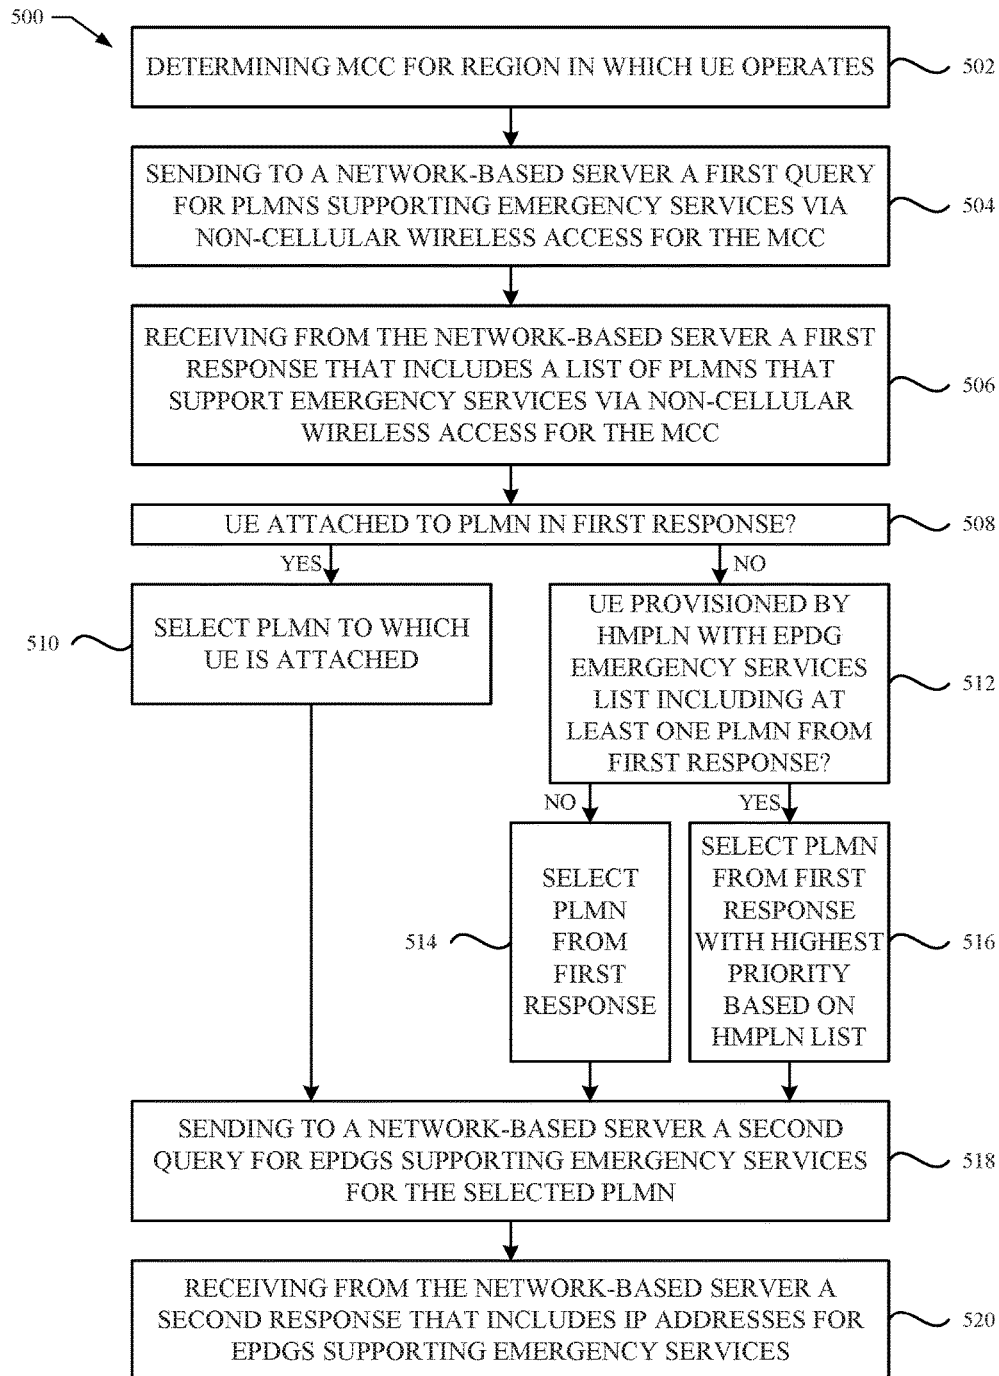 500
DETERMINING MCC FOR REGION IN WHICH UE OPERATES
502
SENDING TO A NETWORK-BASED SERVER A FIRST QUERY
FOR PLMNS SUPPORTING EMERGENCY SERVICES VIA
NON-CELLULAR WIRELESS ACCESS FOR THE MCC
504
RECEIVING FROM THE NETWORK-BASED SERVER A FIRST
RESPONSE THAT INCLUDES A LIST OF PLMNS THAT
SUPPORT EMERGENCY SERVICES VIA NON-CELLULAR
WIRELESS ACCESS FOR THE MCC
506
UE ATTACHED TO PLMN IN FIRST RESPONSE?
508
YES
NO
SELECT PLMN TO WHICH
UE IS ATTACHED
510
UE PROVISIONED BY
HMPLN WITH EPDG
EMERGENCY SERVICES
LIST INCLUDING AT
LEAST ONE PLMN FROM
FIRST RESPONSE?
512
NO
YES
SELECT
PLMN
FROM
FIRST
RESPONSE
514
SELECT PLMN
FROM FIRST
RESPONSE
WITH HIGHEST
PRIORITY
BASED ON
HMPLN LIST
516
SENDING TO A NETWORK-BASED SERVER A SECOND
QUERY FOR EPDGS SUPPORTING EMERGENCY SERVICES
FOR THE SELECTED PLMN
518
RECEIVING FROM THE NETWORK-BASED SERVER A
SECOND RESPONSE THAT INCLUDES IP ADDRESSES FOR
EPDGS SUPPORTING EMERGENCY SERVICES
520